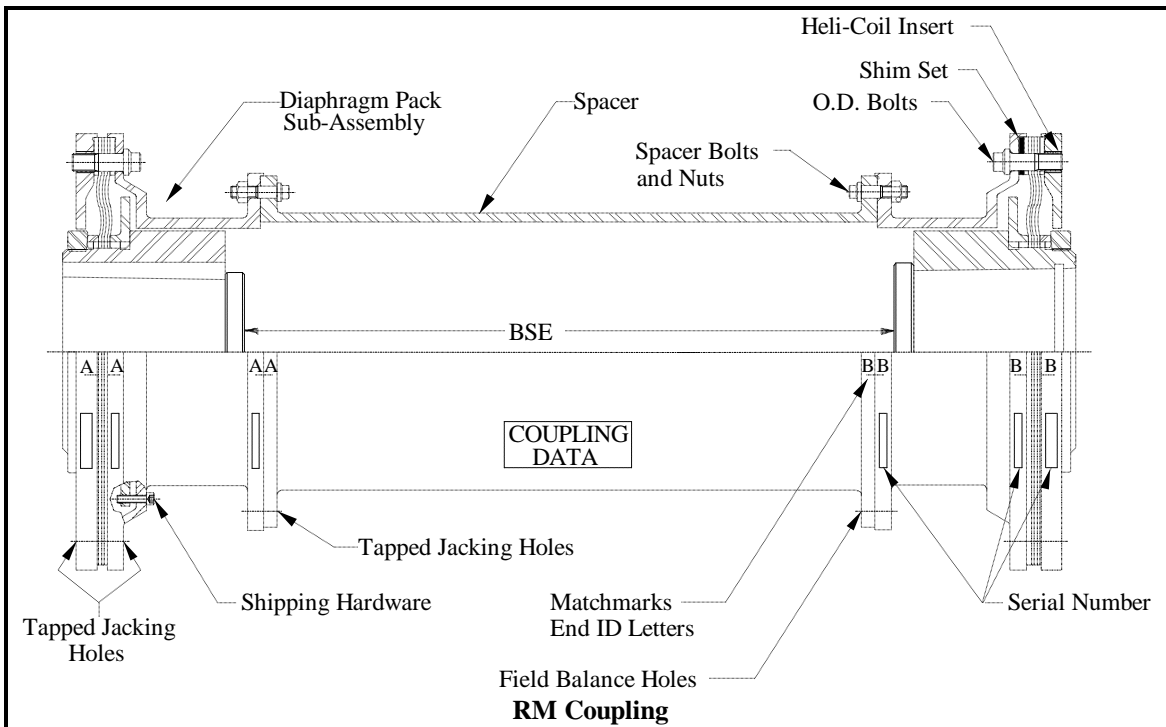 Heli-Coil Insert
Shim Set
O.D. Bolts
Diaphragm Pack
Sub-Assembly
Spacer
Spacer Bolts
and Nuts
BSE
A A A A B B B B
COUPLING
DATA
Tapped Jacking Holes
Shipping Hardware
Matchmarks
End ID Letters
Serial Number
Tapped Jacking
Holes
Field Balance Holes
RM Coupling